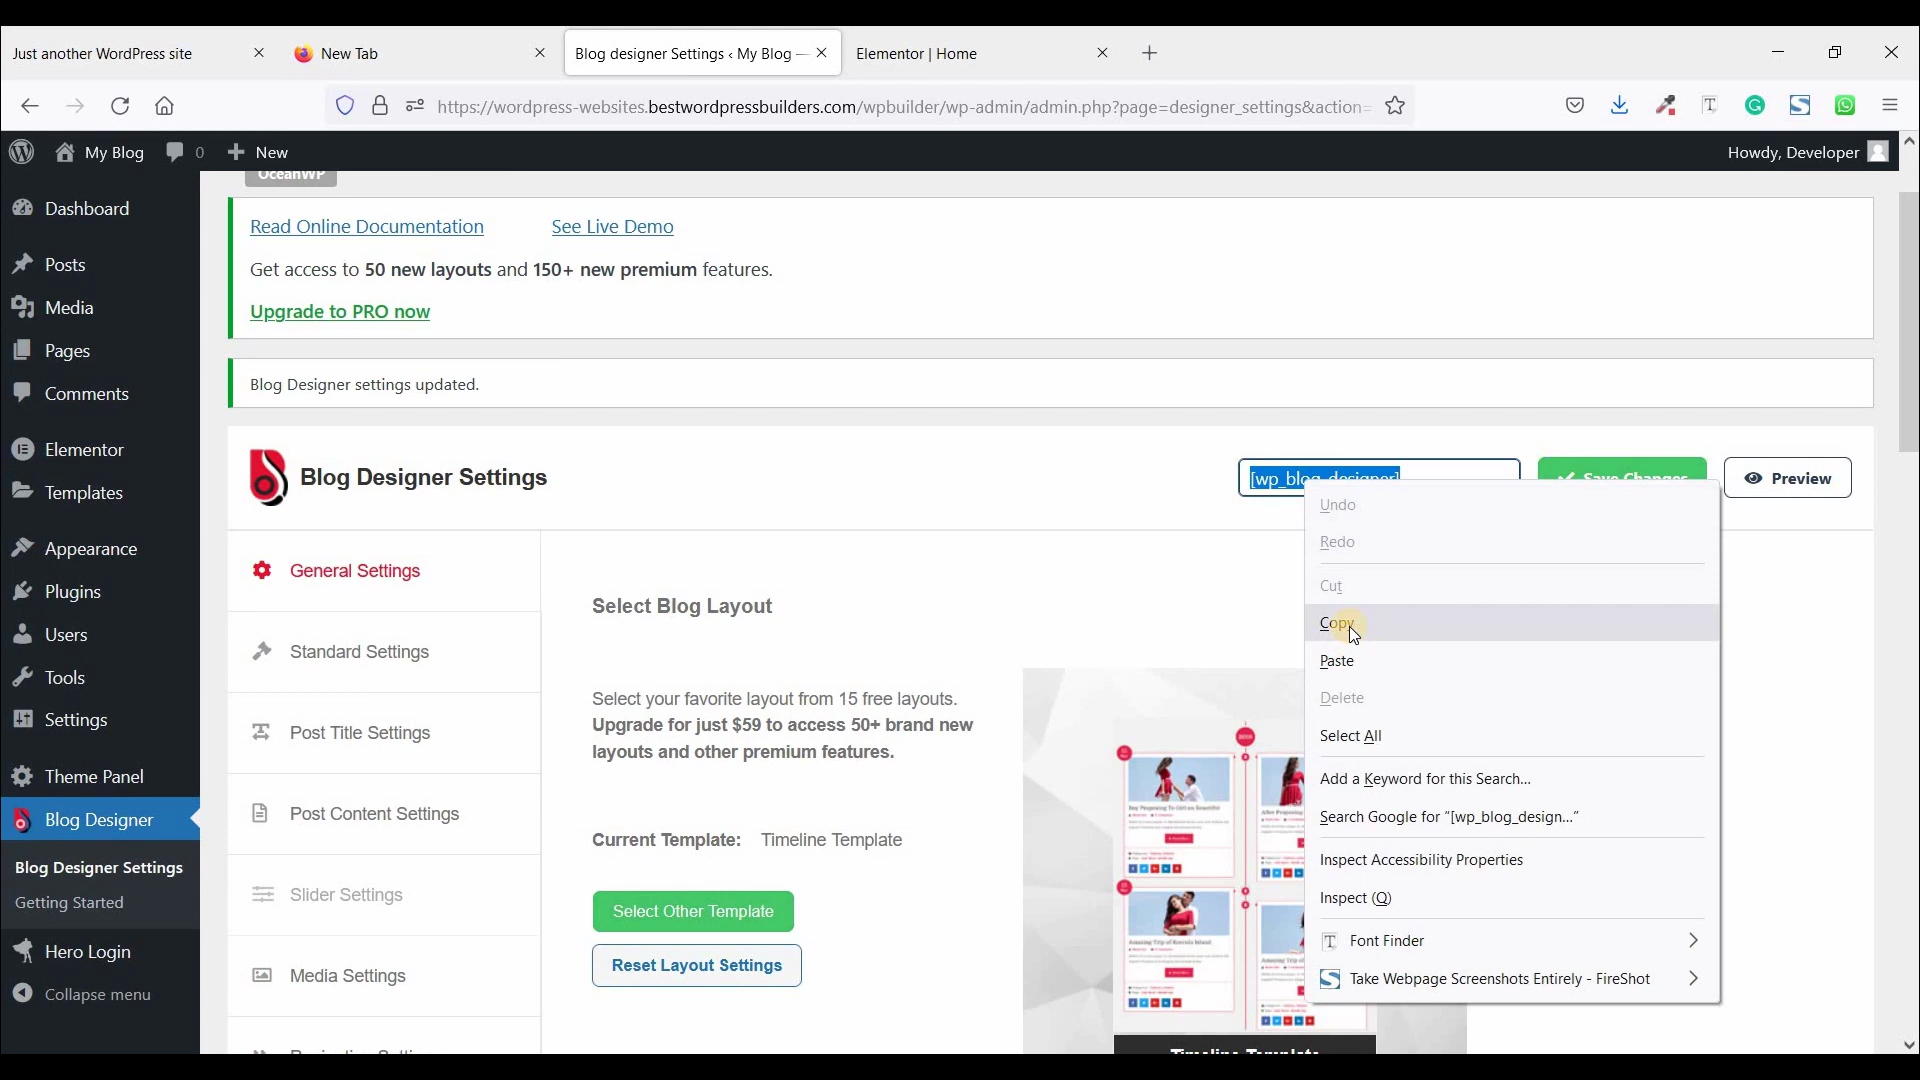 Just another WordPress site
New Tab
Blog designer Settings ‹ My Blog —
Elementor | Home
https://wordpress-websites.bestwordpressbuilders.com/wpbuilder/wp-admin/admin.php?page=designer_settings&action=
My Blog
0
New
Howdy, Developer
OceanWP
Dashboard
Posts
Media
Pages
Comments
Elementor
Templates
Appearance
Plugins
Users
Tools
Settings
Theme Panel
Blog Designer
Blog Designer Settings
Getting Started
Hero Login
Collapse menu
Read Online Documentation
See Live Demo
Get access to 50 new layouts and 150+ new premium features.
Upgrade to PRO now
Blog Designer settings updated.
Blog Designer Settings
[wp_blog_designer]
Save Changes
Preview
General Settings
Standard Settings
Post Title Settings
Post Content Settings
Slider Settings
Media Settings
Select Blog Layout
Select your favorite layout from 15 free layouts.
Upgrade for just $59 to access 50+ brand new
layouts and other premium features.
Current Template: Timeline Template
Select Other Template
Reset Layout Settings
Timeline Template
Undo
Redo
Cut
Copy
Paste
Delete
Select All
Add a Keyword for this Search...
Search Google for "[wp_blog_design..."
Inspect Accessibility Properties
Inspect (Q)
Font Finder
Take Webpage Screenshots Entirely - FireShot